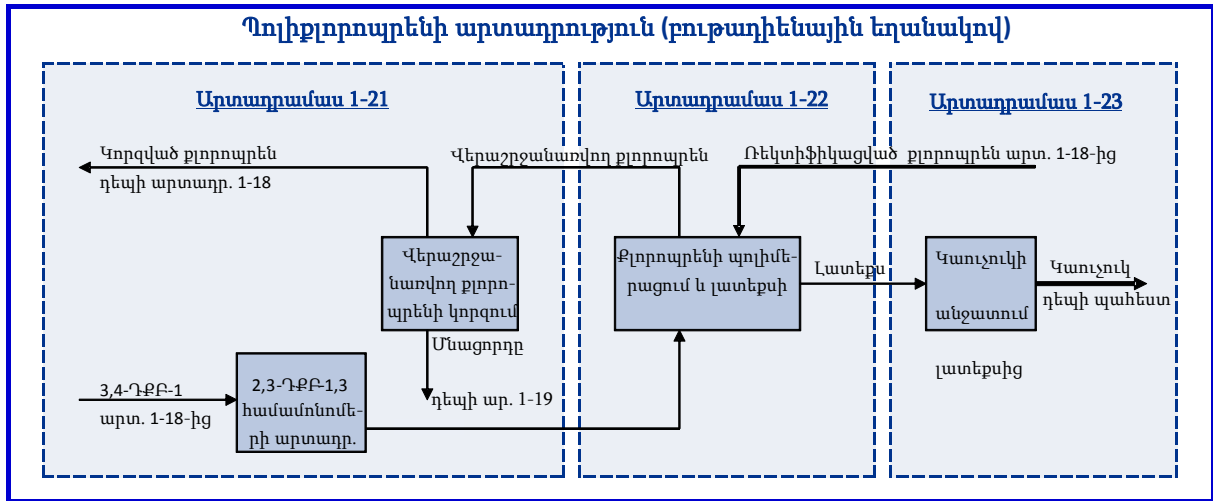 Պոլիքլորոպրենի արտադրություն (բութադիենային եղանակով)
Արտադրամաս 1-21
Արտադրամաս 1-22
Արտադրամաս 1-23
Կորզված քլորոպրեն
դեպի արտադր. 1-18
Վերաշրջանառվող քլորոպրեն
Ռեկտիֆիկացված քլորոպրեն արտ. 1-18-ից
Վերաշրջա-
նառվող քլորո-
պրենի կորզում
Քլորոպրենի պոլիմե-
րացում և լատեքսի
Լատեքս
Կաուչուկի
անջատում
լատեքսից
Կաուչուկ
դեպի պահեստ
Մնացորդը
դեպի ար. 1-19
3,4-ԴՔԲ-1
արտ. 1-18-ից
2,3-ԴՔԲ-1,3
համամոնոմե-
րի արտադր.